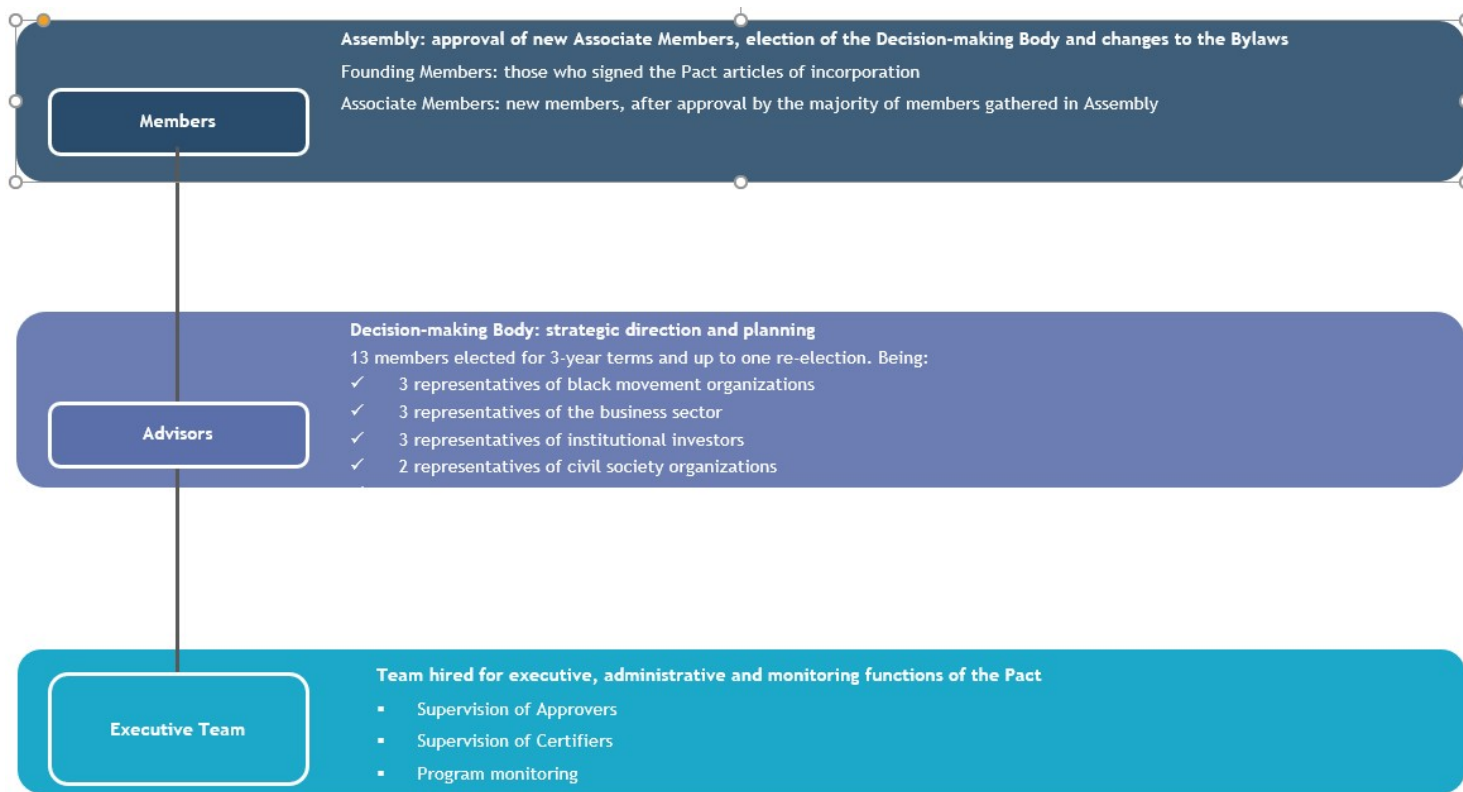 Assembly: approval of new Associate Members, election of the Decision-making Body and changes to the Bylaws
Founding Members: those who signed the Pact articles of incorporation
Associate Members: new members, after approval by the majority of members gathered in Assembly
Members
Decision-making Body: strategic direction and planning
13 members elected for 3-year terms and up to one re-election. Being:
✓ 3 representatives of black movement organizations
✓ 3 representatives of the business sector
✓ 3 representatives of institutional investors
✓ 2 representatives of civil society organizations
Advisors
Team hired for executive, administrative and monitoring functions of the Pact
▪ Supervision of Approvers
▪ Supervision of Certifiers
▪ Program monitoring
Executive Team